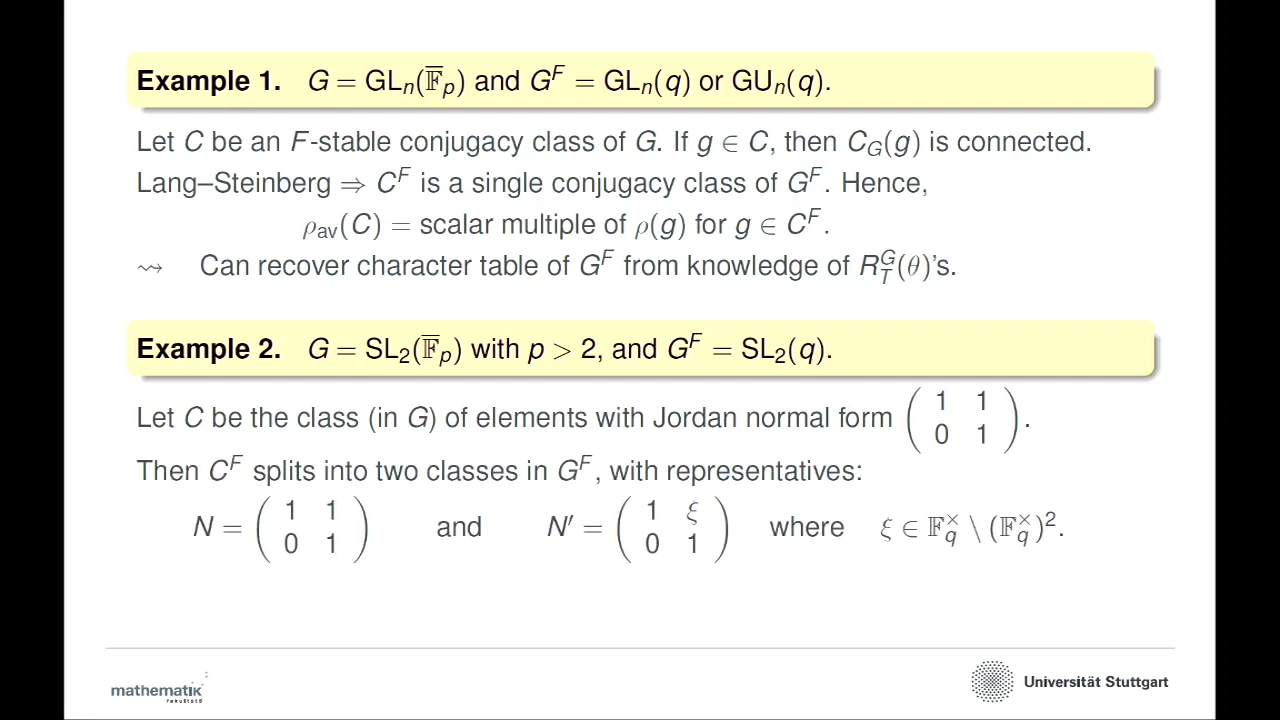 Example 1. G = GLₙ(𝔽̅ₚ) and Gᶠ = GLₙ(q) or GUₙ(q).
Let C be an F-stable conjugacy class of G. If g ∈ C, then C_G(g) is connected.
Lang–Steinberg ⇒ C^F is a single conjugacy class of G^F. Hence,
ρ_av(C) = scalar multiple of ρ(g) for g ∈ C^F.
⇝ Can recover character table of G^F from knowledge of R_T^G(θ)'s.
Example 2. G = SL₂(𝔽̅ₚ) with p > 2, and G^F = SL₂(q).
Let C be the class (in G) of elements with Jordan normal form ( 1 1 ; 0 1 ).
Then C^F splits into two classes in G^F, with representatives:
N = ( 1 1 ; 0 1 ) and N′ = ( 1 ξ ; 0 1 ) where ξ ∈ 𝔽_q^× \ (𝔽_q^×)².
mathematik
fakultät
Universität Stuttgart